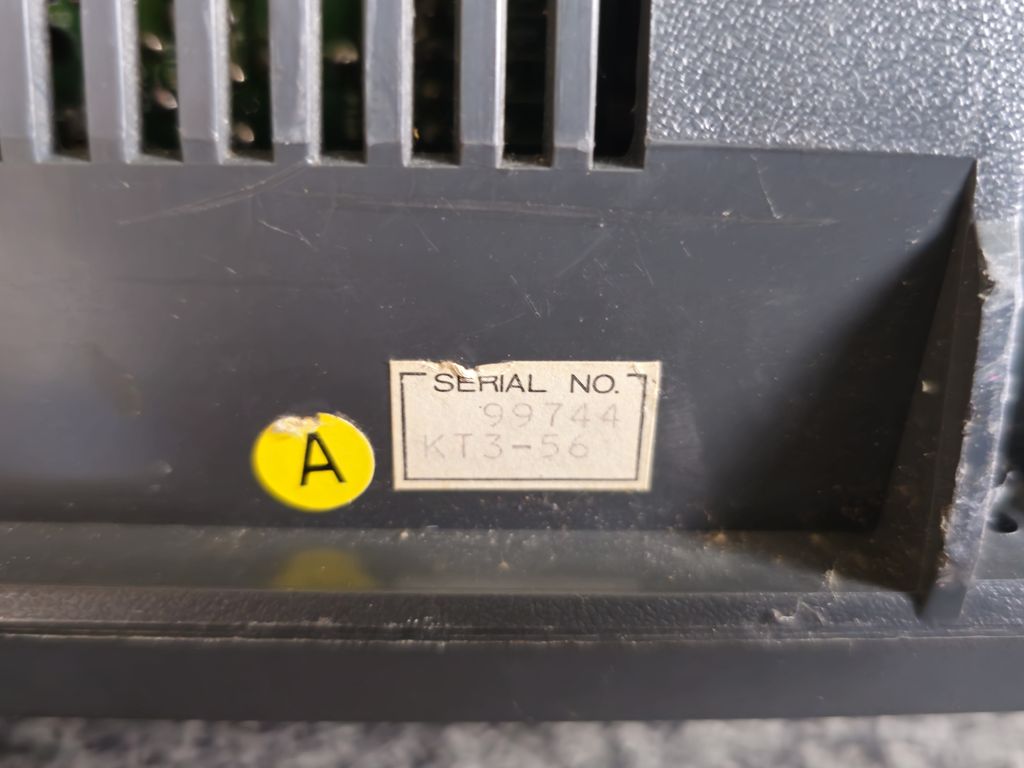 SERIAL NO.
99744
KT3-56
A